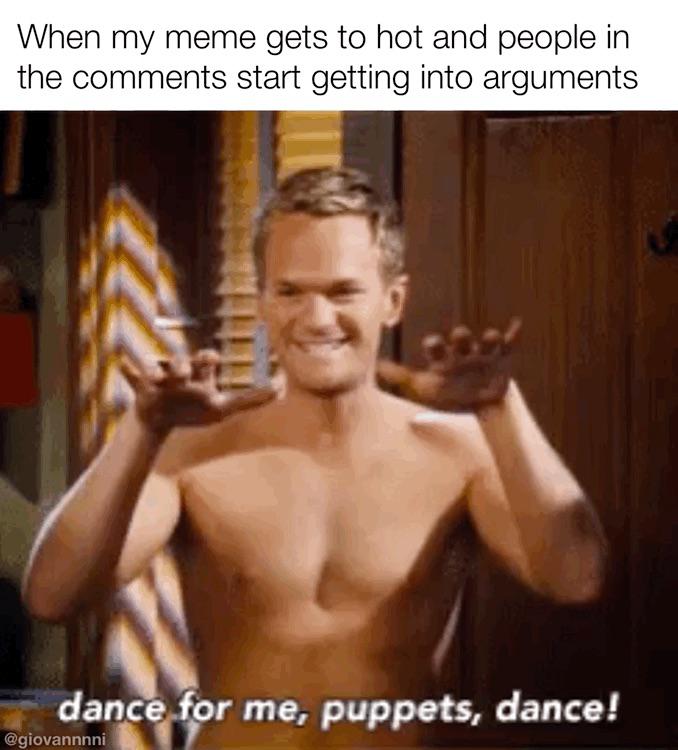 When my meme gets to hot and people in
the comments start getting into arguments
dance for me, puppets, dance!
@giovannnni